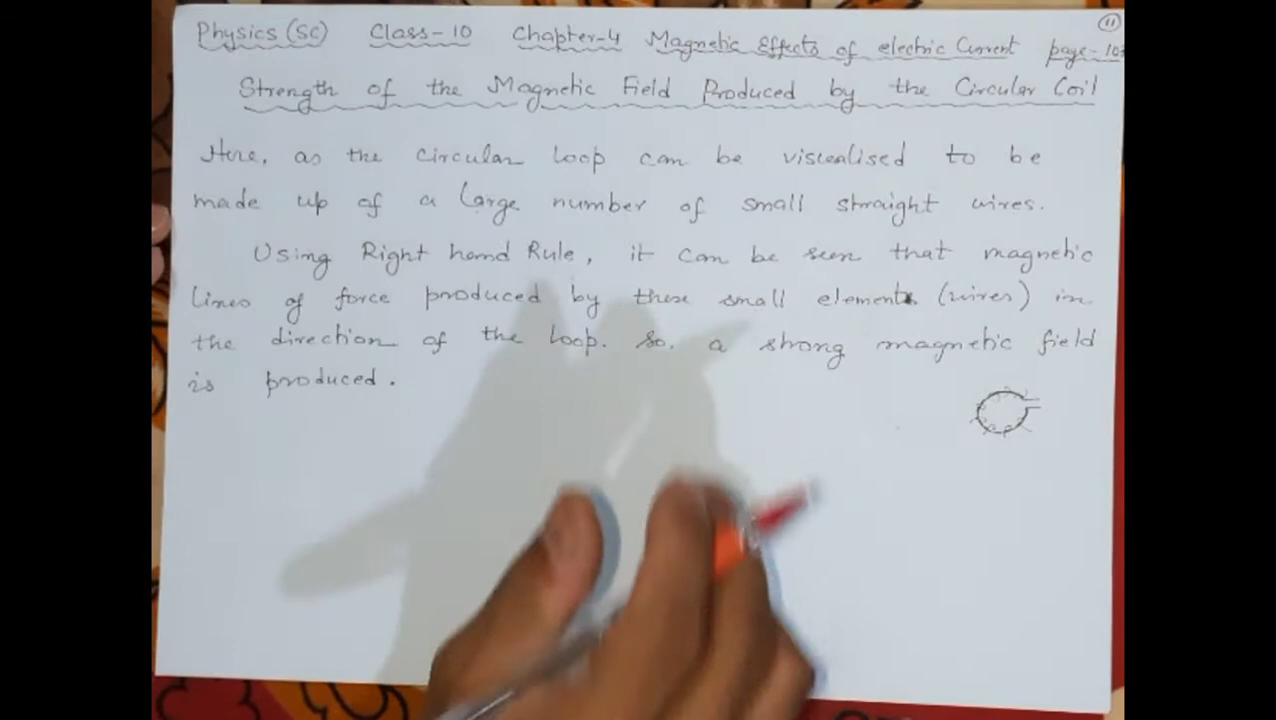 11
Physics (SC) Class-10 Chapter-4 Magnetic Effects of electric Current page-10
Strength of the Magnetic Field Produced by the Circular Coil
Here, as the circular loop can be viscealised to be
made up of a large number of small straight wires.
Using Right hand Rule, it can be seen that magnetic
lines of force produced by these small elements (wires) in
the direction of the loop. So, a strong magnetic field
is produced.